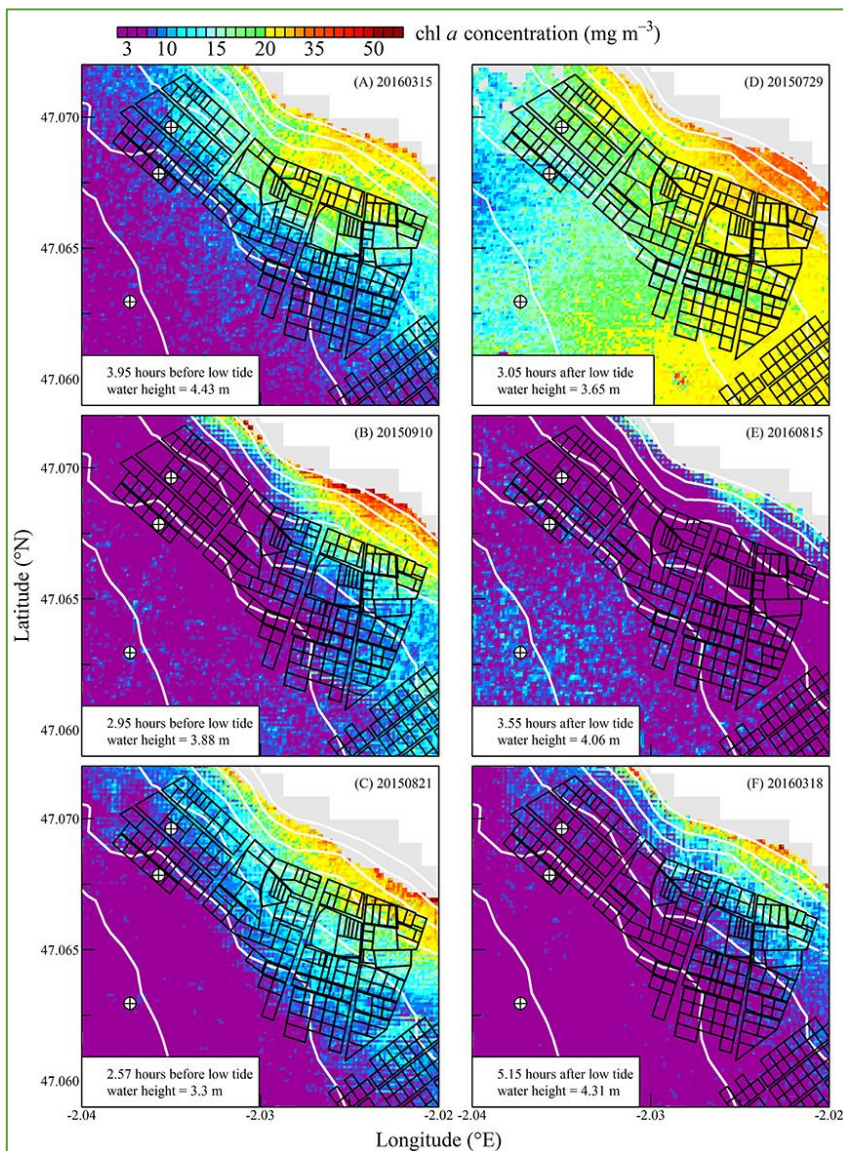 chl a concentration (mg m⁻³)
3 10 15 20 35 50
(A) 20160315
47.070
47.065
47.060
3.95 hours before low tide
water height = 4.43 m
(D) 20150729
3.05 hours after low tide
water height = 3.65 m
(B) 20150910
47.070
47.065
47.060
2.95 hours before low tide
water height = 3.88 m
(E) 20160815
3.55 hours after low tide
water height = 4.06 m
Latitude (°N)
(C) 20150821
47.070
47.065
47.060
2.57 hours before low tide
water height = 3.3 m
(F) 20160318
5.15 hours after low tide
water height = 4.31 m
-2.04 -2.03 -2.02 -2.03 -2.02
Longitude (°E)